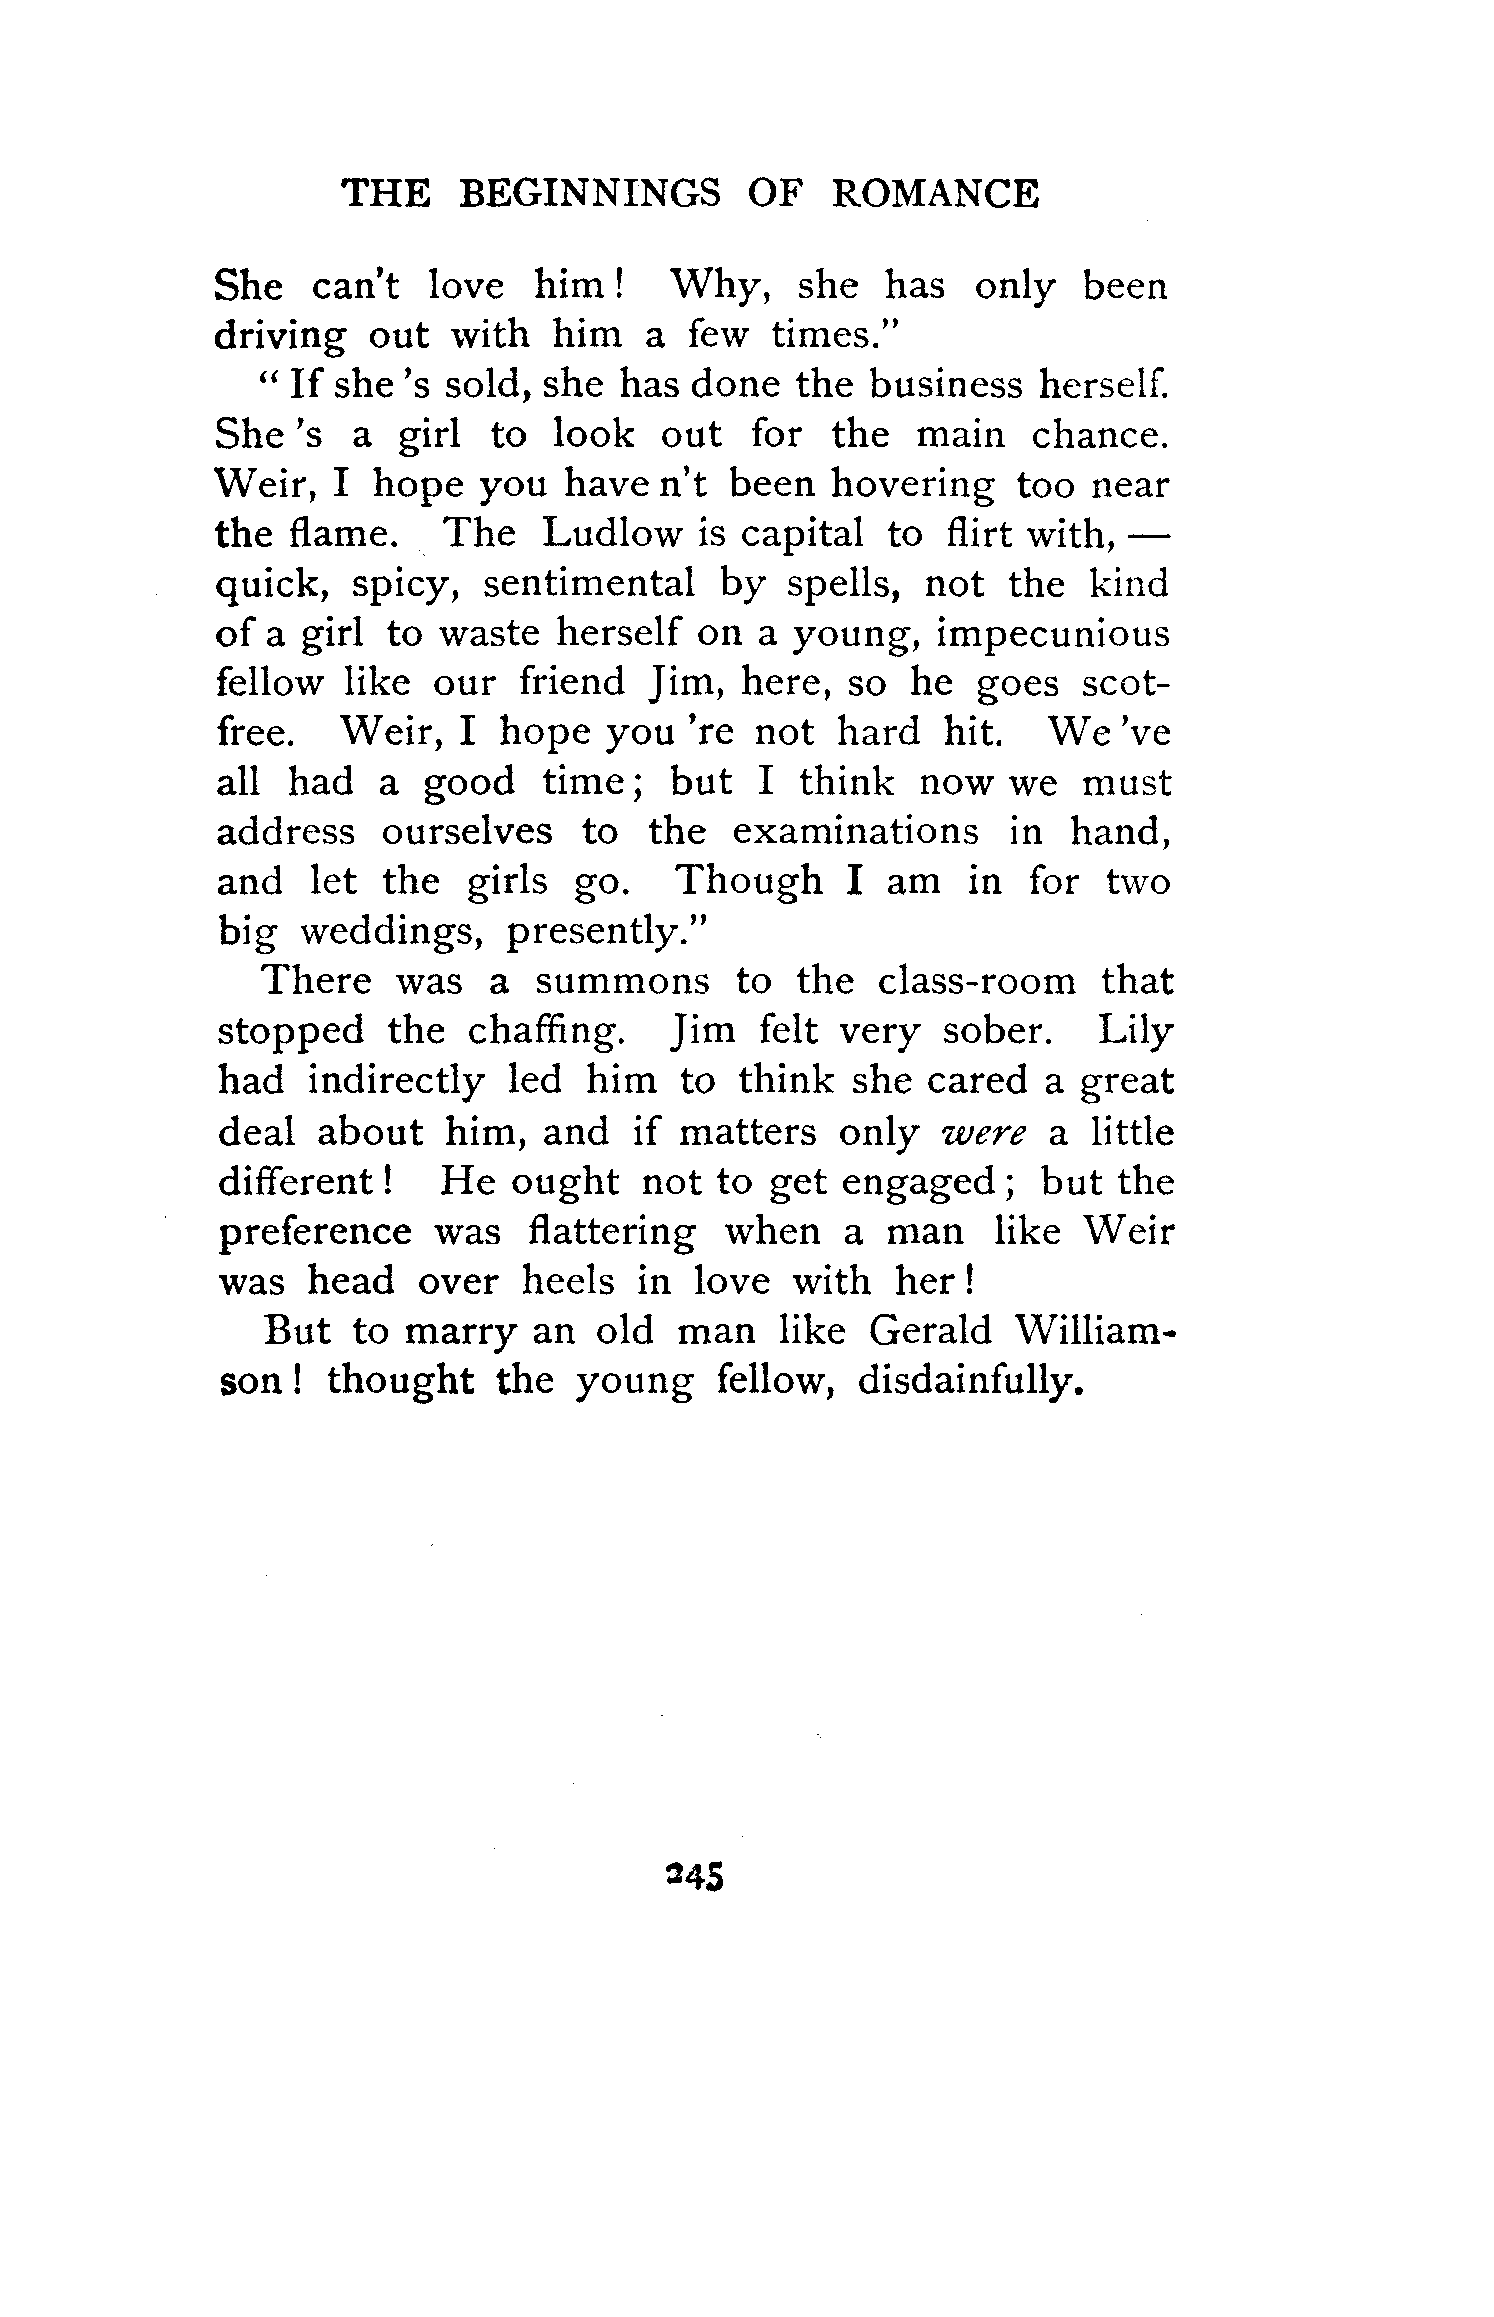 THE BEGINNINGS OF ROMANCE
She can't love him! Why, she has only been
driving out with him a few times."
"If she 's sold, she has done the business herself.
She 's a girl to look out for the main chance.
Weir, I hope you have n't been hovering too near
the flame. The Ludlow is capital to flirt with, —
quick, spicy, sentimental by spells, not the kind
of a girl to waste herself on a young, impecunious
fellow like our friend Jim, here, so he goes scot-
free. Weir, I hope you 're not hard hit. We 've
all had a good time; but I think now we must
address ourselves to the examinations in hand,
and let the girls go. Though I am in for two
big weddings, presently."
There was a summons to the class-room that
stopped the chaffing. Jim felt very sober. Lily
had indirectly led him to think she cared a great
deal about him, and if matters only were a little
different! He ought not to get engaged; but the
preference was flattering when a man like Weir
was head over heels in love with her!
But to marry an old man like Gerald William-
son! thought the young fellow, disdainfully.
245